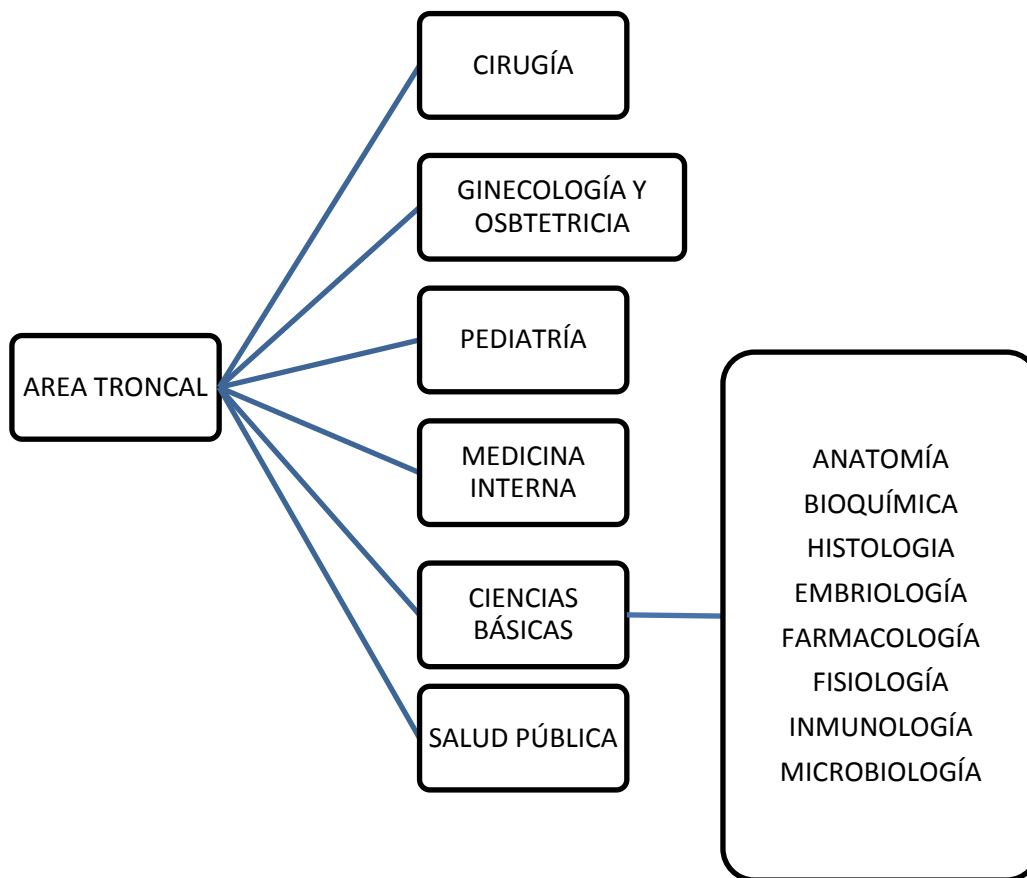 AREA TRONCAL
CIRUGÍA
GINECOLOGÍA Y
OSBTETRICIA
PEDIATRÍA
MEDICINA
INTERNA
CIENCIAS
BÁSICAS
SALUD PÚBLICA
ANATOMÍA
BIOQUÍMICA
HISTOLOGIA
EMBRIOLOGÍA
FARMACOLOGÍA
FISIOLOGÍA
INMUNOLOGÍA
MICROBIOLOGÍA